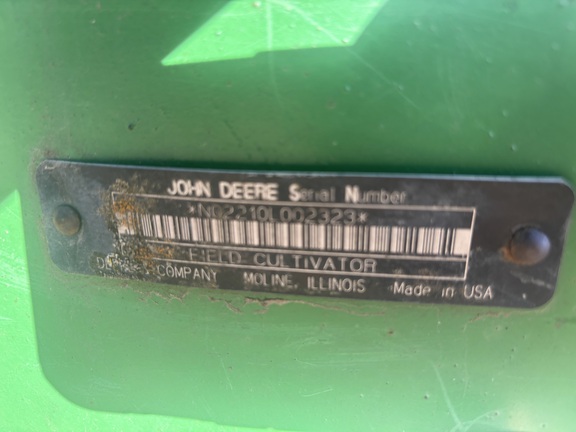 JOHN DEERE Serial Number
*N02210L002323*
FIELD CULTIVATOR
COMPANY MOLINE, ILLINOIS Made in USA